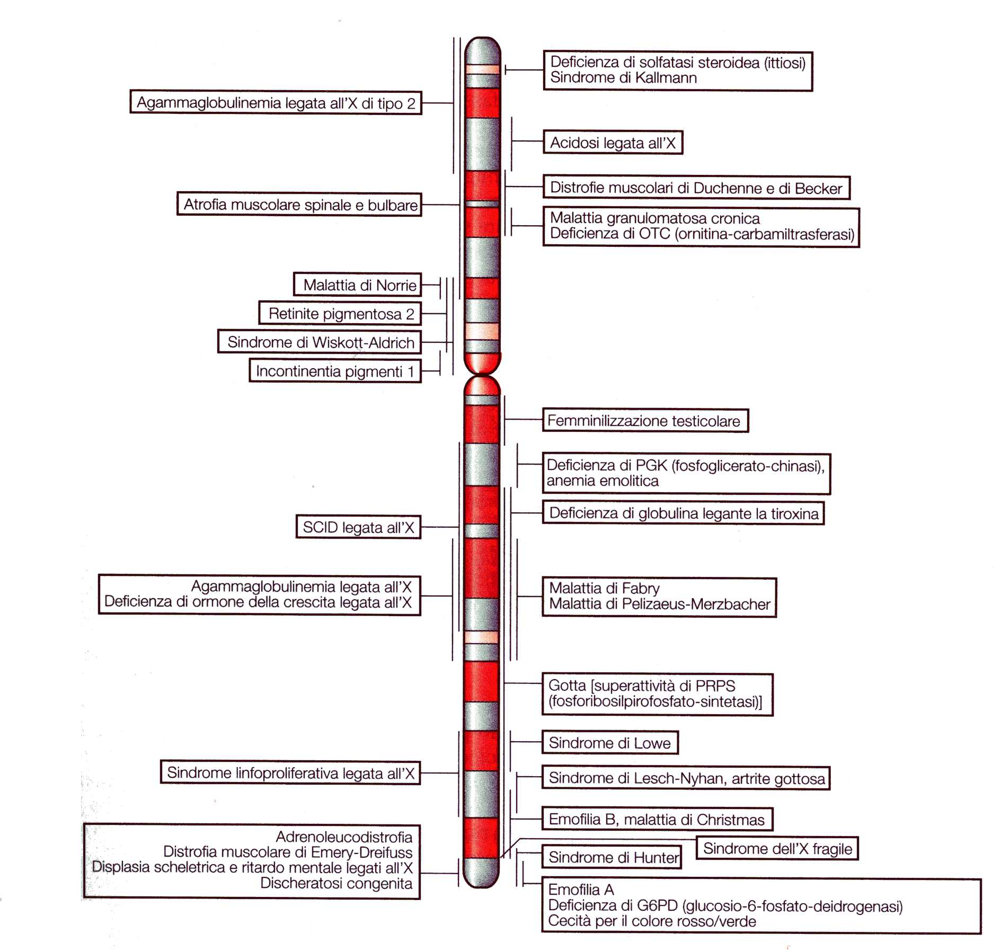 Deficienza di solfatasi steroidea (ittiosi)
Sindrome di Kallmann
Agammaglobulinemia legata all'X di tipo 2
Acidosi legata all'X
Distrofie muscolari di Duchenne e di Becker
Atrofia muscolare spinale e bulbare
Malattia granulomatosa cronica
Deficienza di OTC (ornitina-carbamiltrasferasi)
Malattia di Norrie
Retinite pigmentosa 2
Sindrome di Wiskott-Aldrich
Incontinentia pigmenti 1
Femminilizzazione testicolare
Deficienza di PGK (fosfoglicerato-chinasi),
anemia emolitica
Deficienza di globulina legante la tiroxina
SCID legata all'X
Agammaglobulinemia legata all'X
Deficienza di ormone della crescita legata all'X
Malattia di Fabry
Malattia di Pelizaeus-Merzbacher
Gotta [superattività di PRPS
(fosforibosilpirofosfato-sintetasi)]
Sindrome di Lowe
Sindrome linfoproliferativa legata all'X
Sindrome di Lesch-Nyhan, artrite gottosa
Emofilia B, malattia di Christmas
Adrenoleucodistrofia
Distrofia muscolare di Emery-Dreifuss
Displasia scheletrica e ritardo mentale legati all'X
Discheratosi congenita
Sindrome dell'X fragile
Sindrome di Hunter
Emofilia A
Deficienza di G6PD (glucosio-6-fosfato-deidrogenasi)
Cecità per il colore rosso/verde